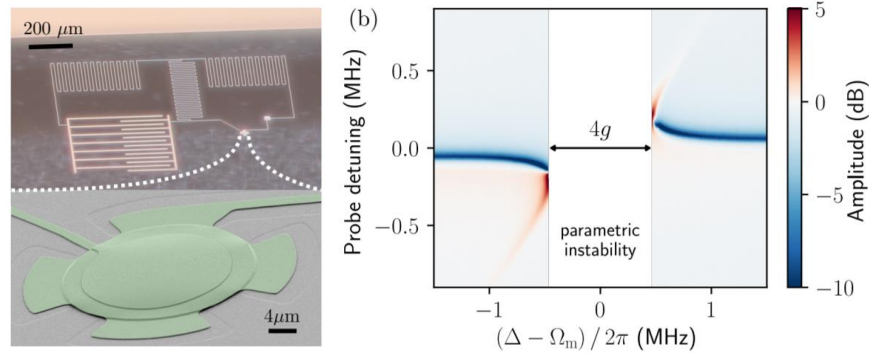 200 μm
4μm
(b)
Probe detuning (MHz)
0.5
0.0
−0.5
4g
parametric
instability
−1
0
1
(Δ − Ωm) / 2π (MHz)
5
0
−5
−10
Amplitude (dB)